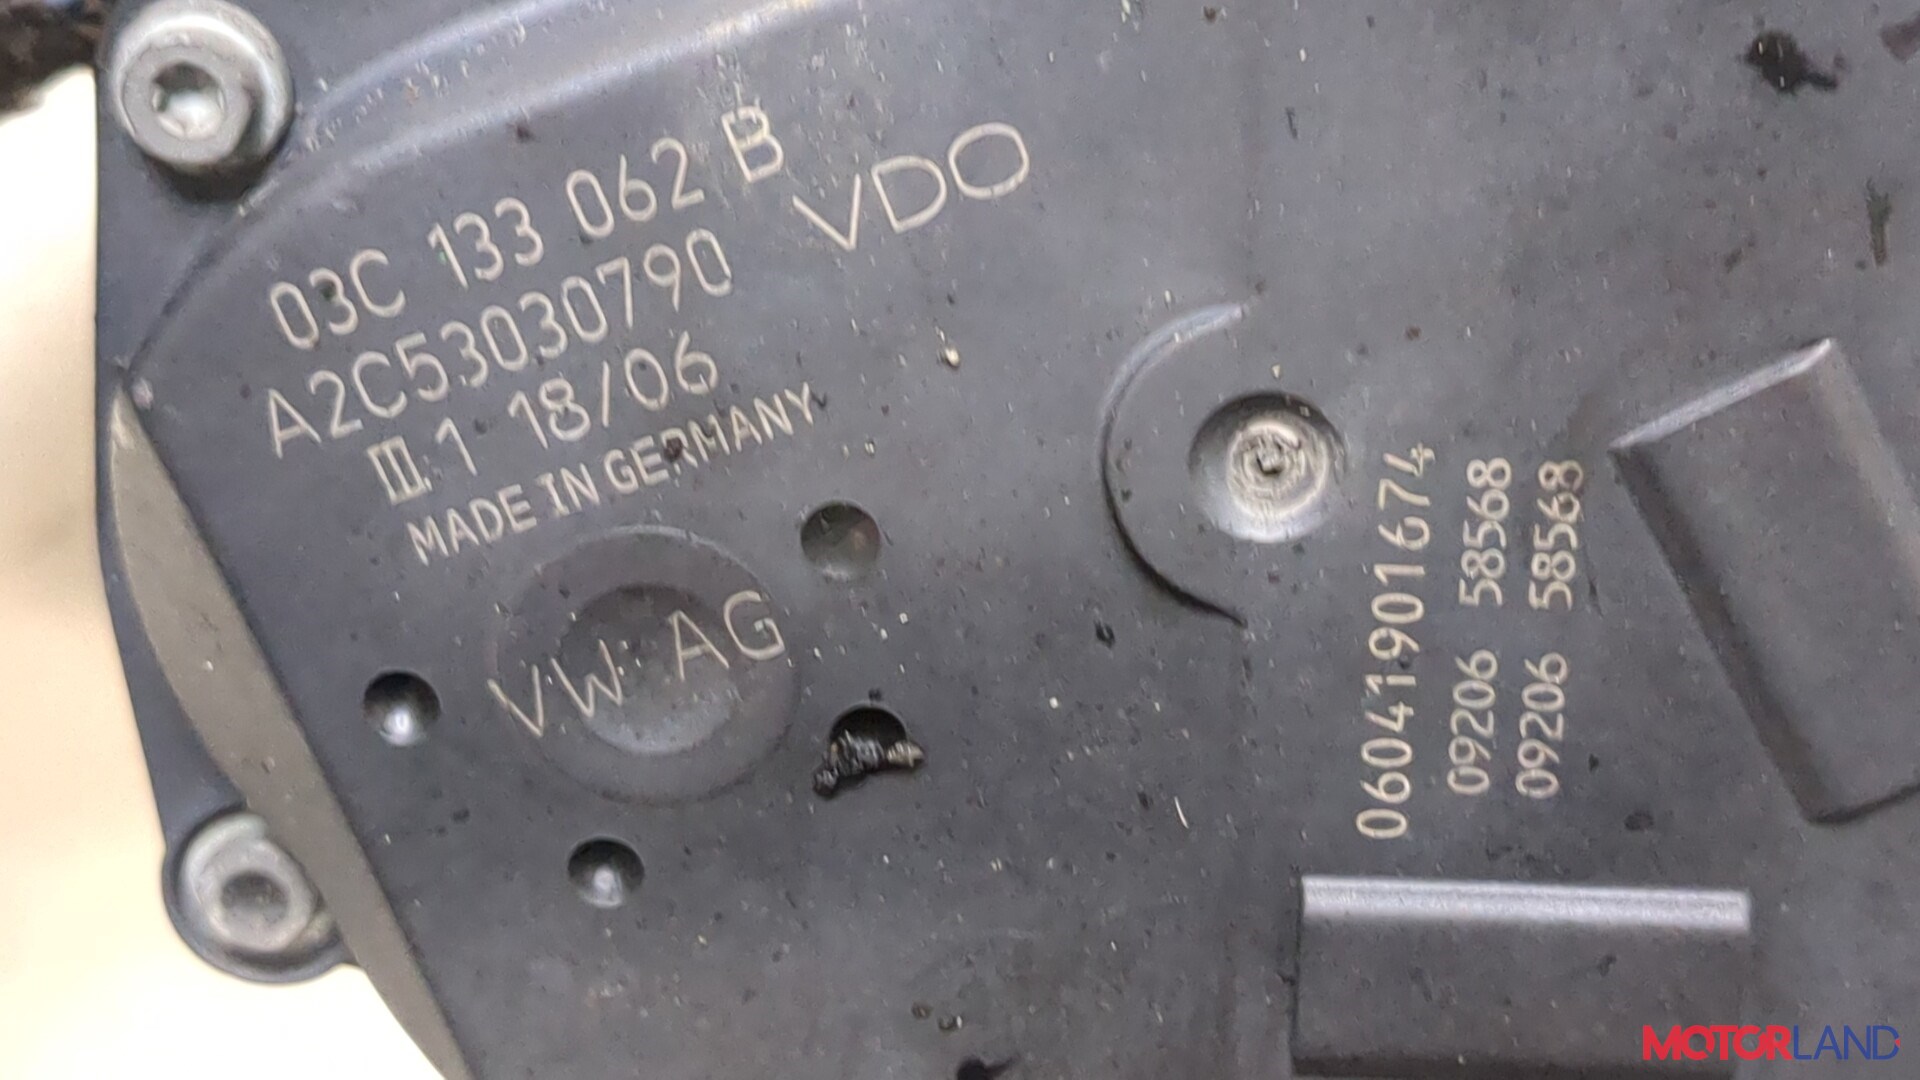 03C 133 062 B
VDO
A2C53030790
III.1 18/06
MADE IN GERMANY
VW AG
06041901674
09206 58568
09206 58568
MOTORLAND